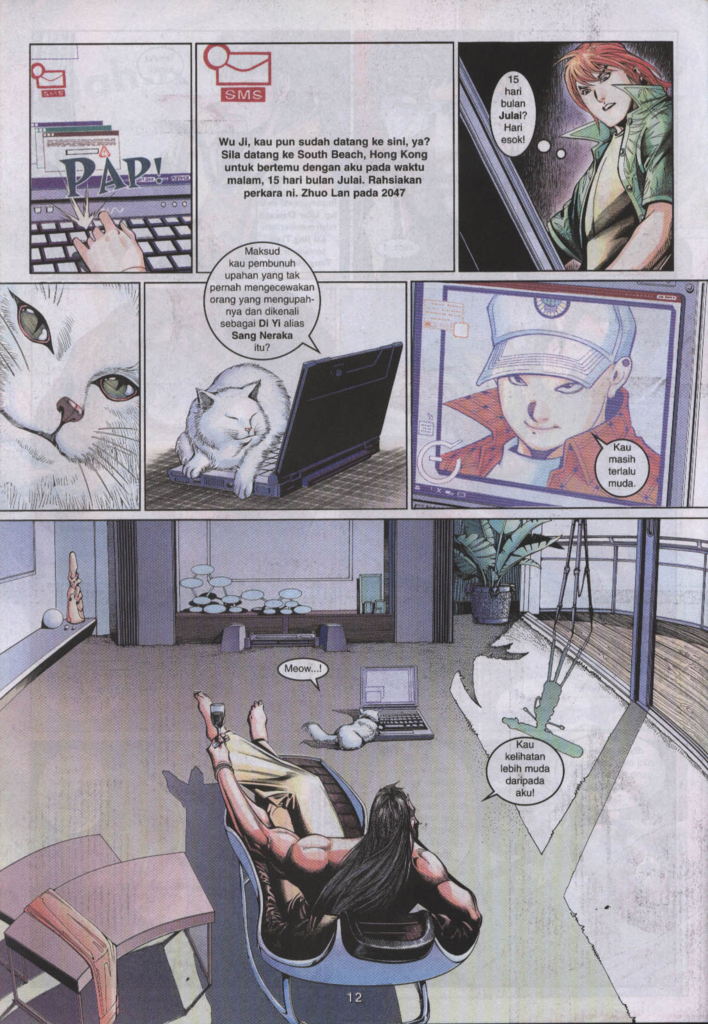 SMS
PAP!
SMS
Wu Ji, kau pun sudah datang ke sini, ya?
Sila datang ke South Beach, Hong Kong
untuk bertemu dengan aku pada waktu
malam, 15 hari bulan Julai. Rahsiakan
perkara ni. Zhuo Lan pada 2047
15
hari
bulan
Julai?
Hari
esok!
Maksud
kau pembunuh
upahan yang tak
pernah mengecewakan
orang yang mengupah-
nya dan dikenali
sebagai Di Yi alias
Sang Neraka
itu?
Kau
masih
terlalu
muda.
Meow...!
Kau
kelihatan
lebih muda
daripada
aku!
12